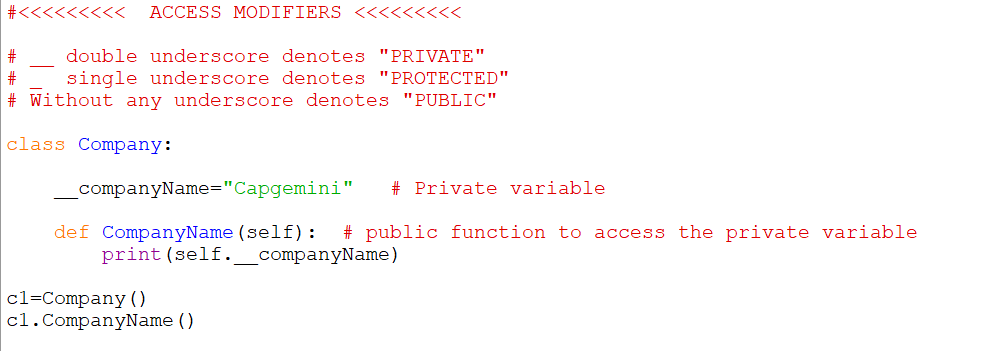 #<<<<<<<<<  ACCESS MODIFIERS <<<<<<<<<
# __ double underscore denotes "PRIVATE"
# _  single underscore denotes "PROTECTED"
# Without any underscore denotes "PUBLIC"
class Company:
    __companyName="Capgemini"   # Private variable
    def CompanyName(self):  # public function to access the private variable
        print(self.__companyName)
c1=Company()
c1.CompanyName()